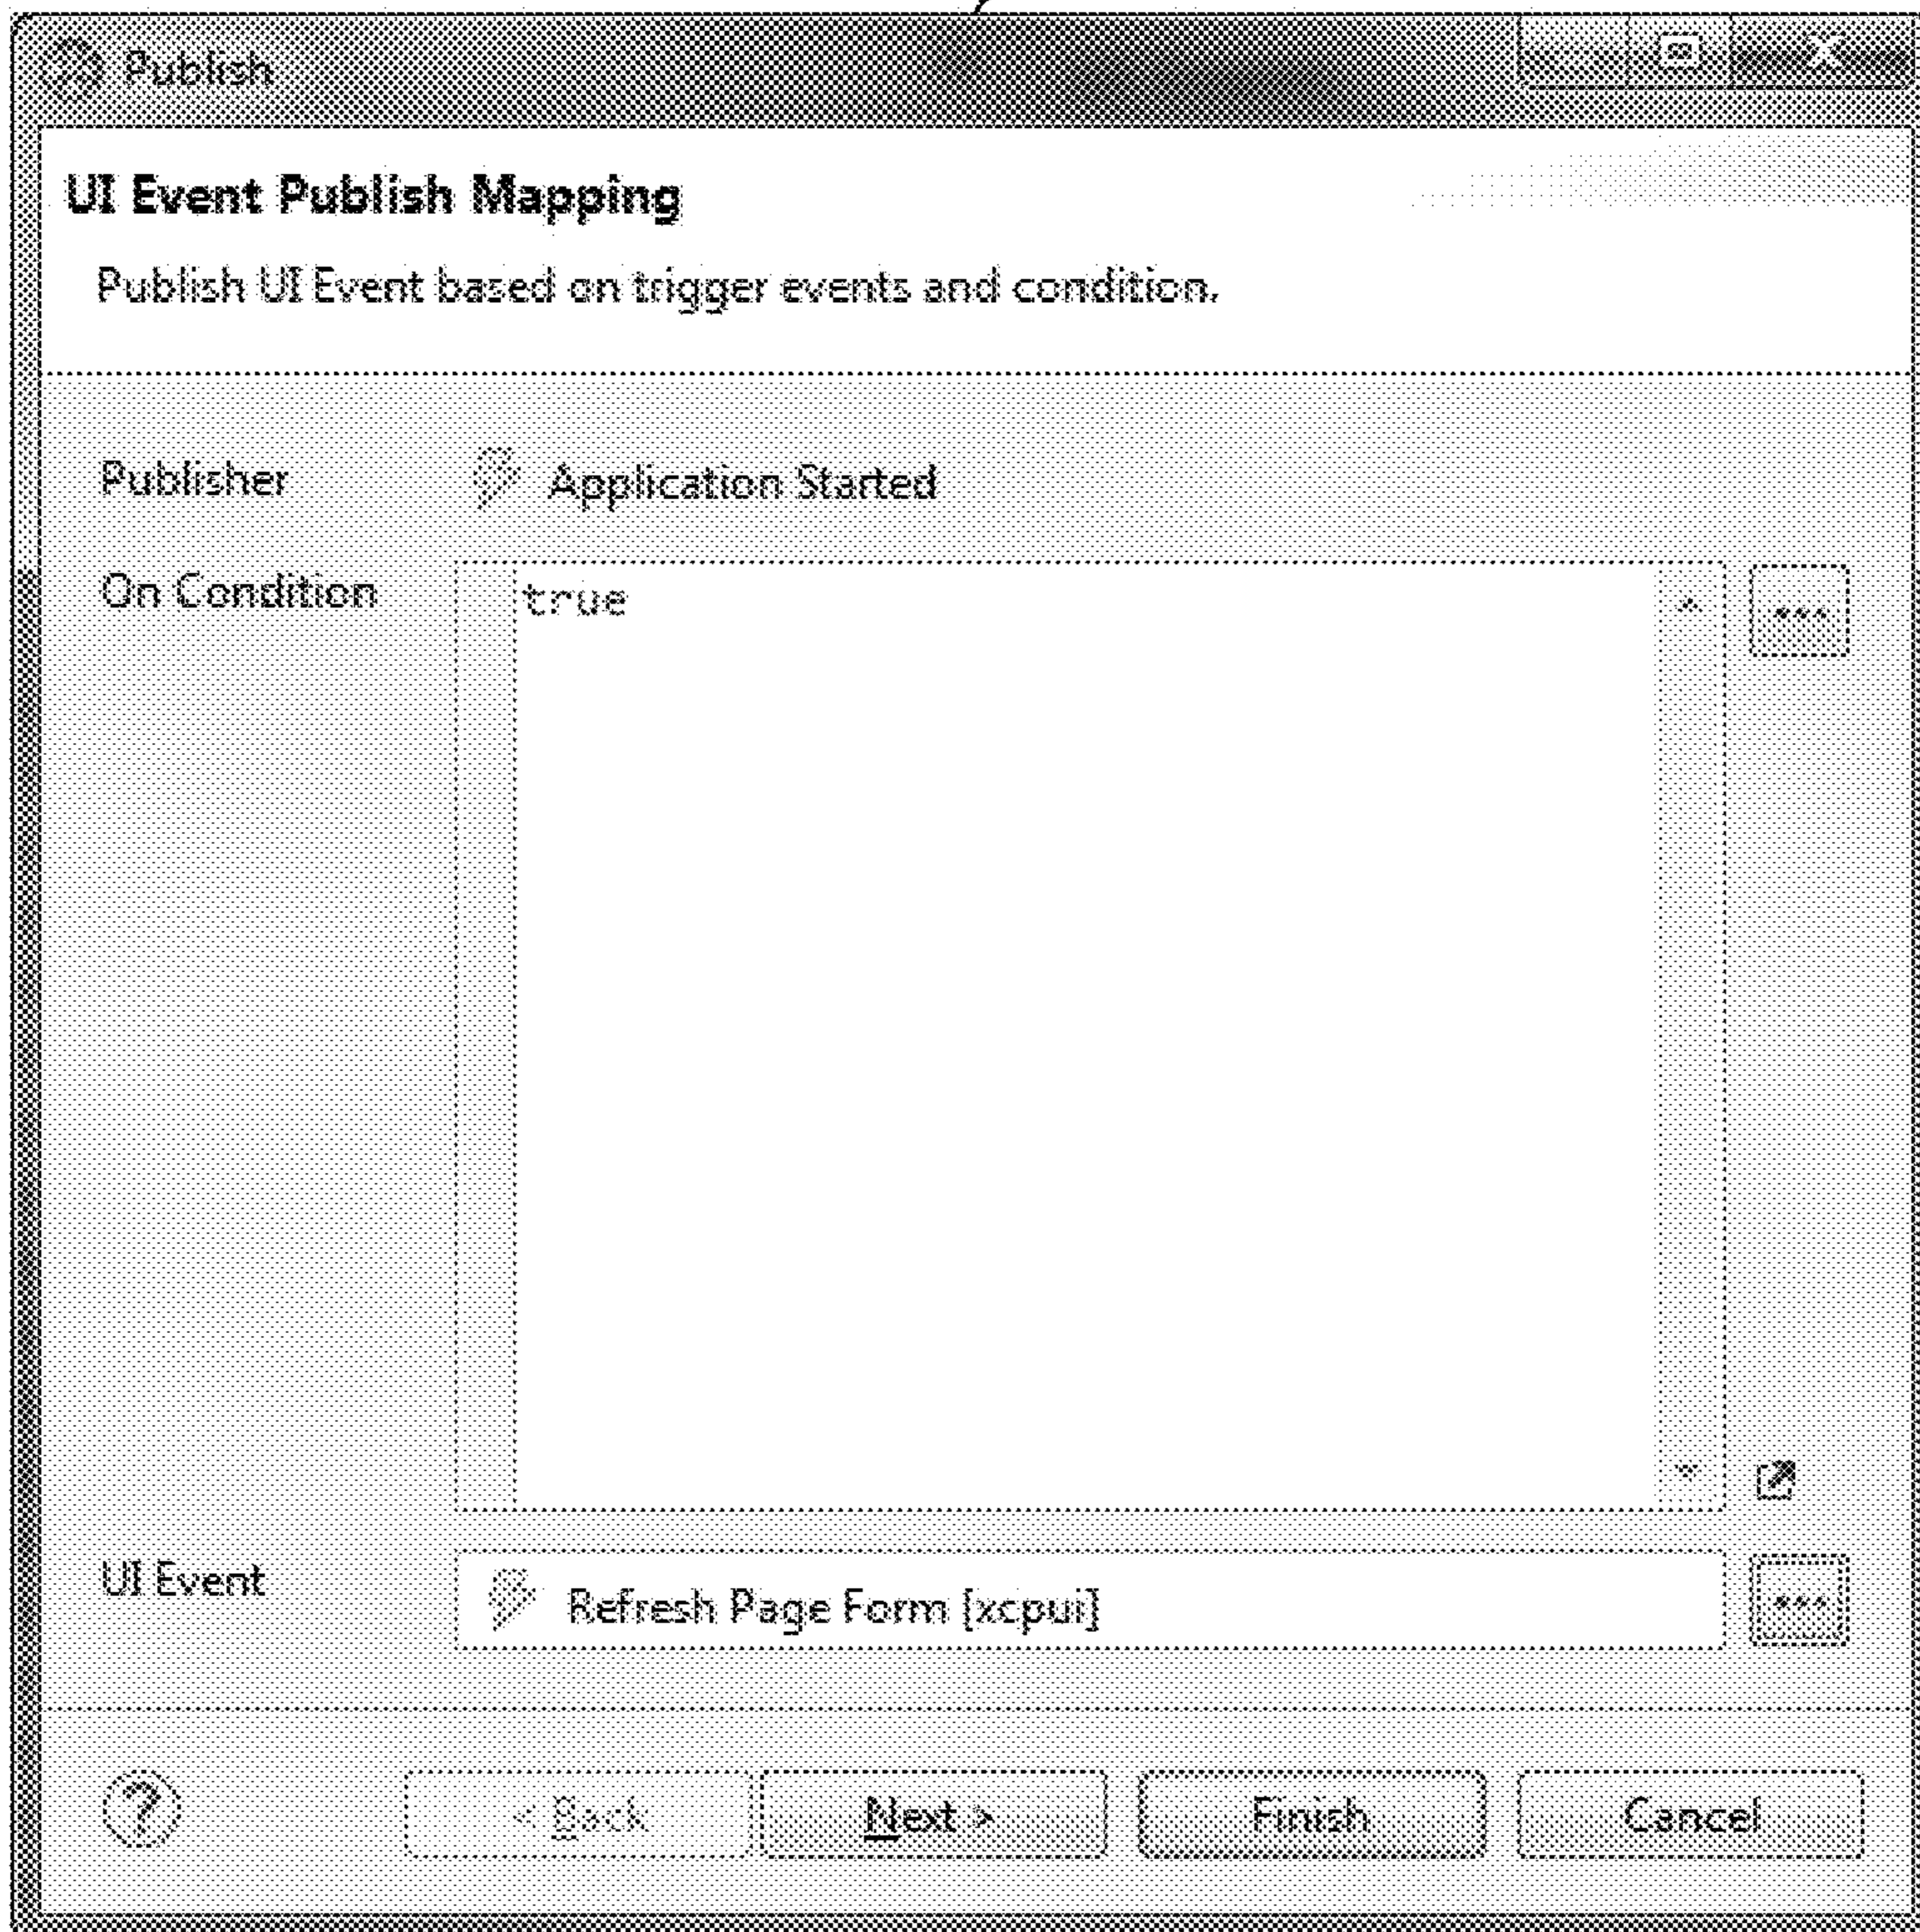 Publish
UI Event Publish Mapping
Publish UI Event based on trigger events and condition.
Publisher
Application Started
On Condition
true
...
UI Event
Refresh Page Form [xcpui]
...
?
< Back
Next >
Finish
Cancel